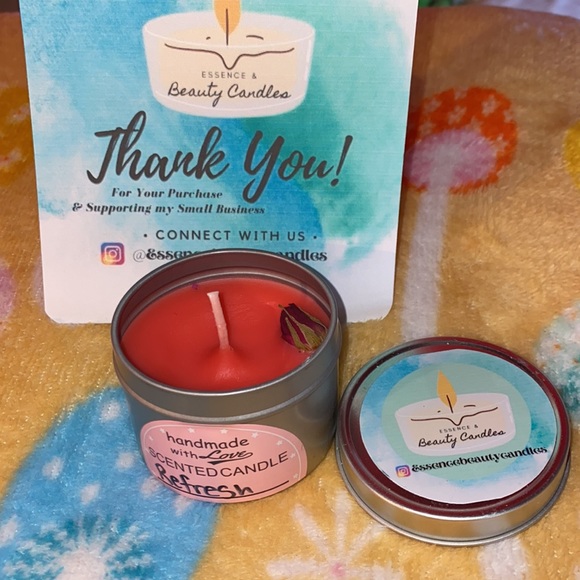 ESSENCE &
Beauty Candles
Thank You!
For Your Purchase
& Supporting my Small Business
• CONNECT WITH US •
handmade
with Love
SCENTED CANDLE
Refresh
ESSENCE &
Beauty Candles
@essencebeautycandles